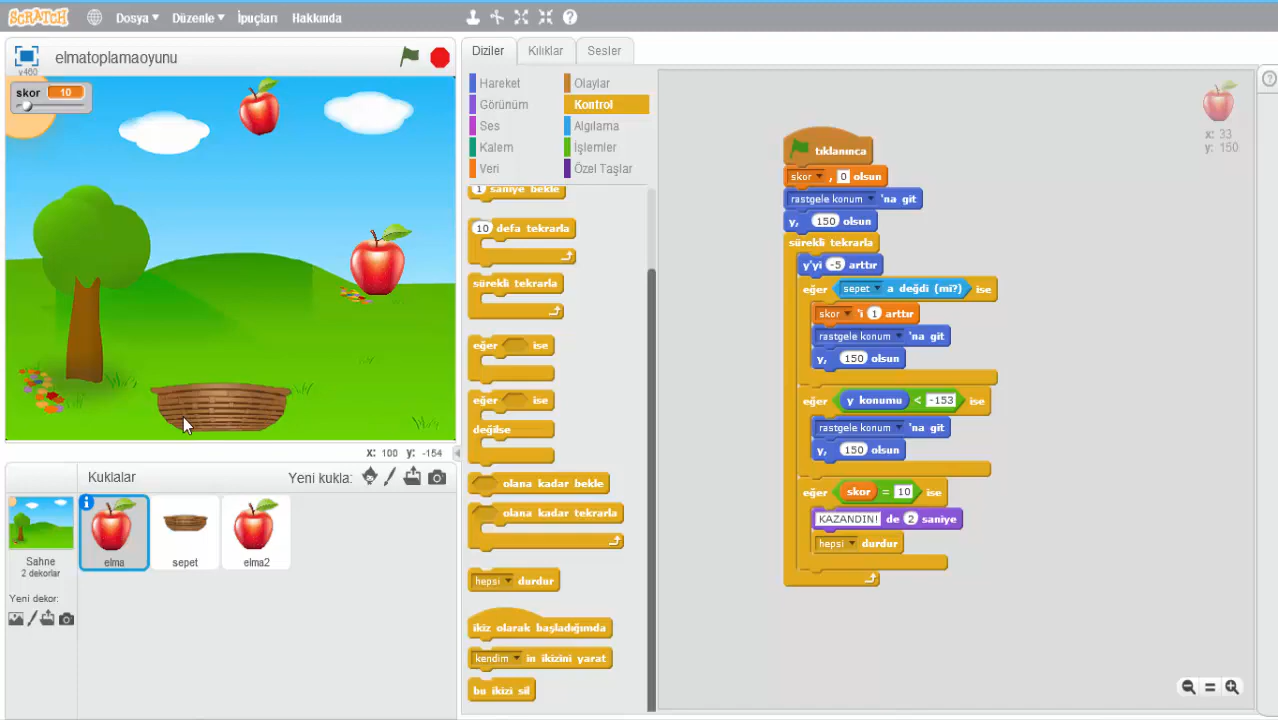 SCRATCH Dosya Düzenle İpuçları Hakkında
elmatoplamaoyunu
v460
skor 10
x: 100 y: -154
Kuklalar Yeni kukla:
Sahne
2 dekorlar
Yeni dekor:
elma
sepet
elma2
Diziler Kılıklar Sesler
Hareket Olaylar
Görünüm Kontrol
Ses Algılama
Kalem İşlemler
Veri Özel Taşlar
1 saniye bekle
10 defa tekrarla
sürekli tekrarla
eğer ise
eğer ise
değilse
olana kadar bekle
olana kadar tekrarla
hepsi durdur
ikiz olarak başladığımda
kendim in ikizini yarat
bu ikizi sil
tıklanınca
skor , 0 olsun
rastgele konum 'na git
y, 150 olsun
sürekli tekrarla
y'yi -5 arttır
eğer sepet a değdi (mi?) ise
skor 'i 1 arttır
rastgele konum 'na git
y, 150 olsun
eğer y konumu < -153 ise
rastgele konum 'na git
y, 150 olsun
eğer skor = 10 ise
KAZANDIN! de 2 saniye
hepsi durdur
x: 33
y: 150